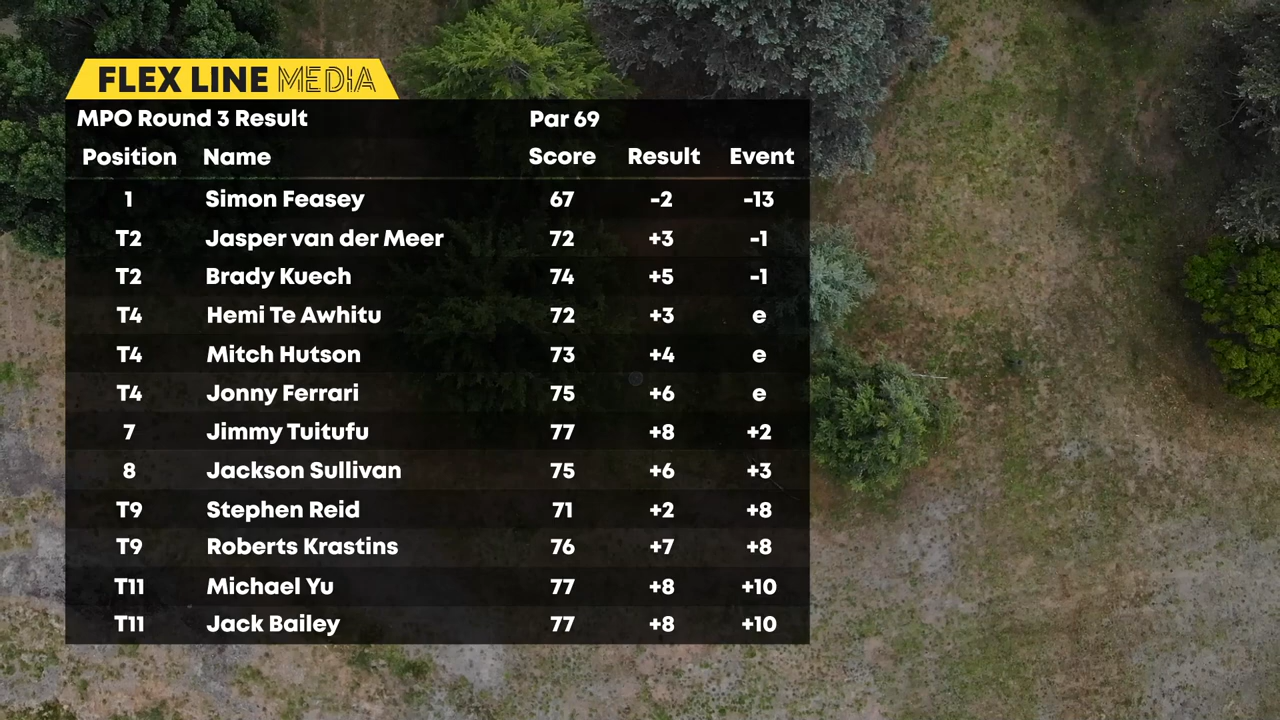 FLEX LINE MEDIA
MPO Round 3 Result Par 69
Position Name Score Result Event
1 Simon Feasey 67 -2 -13
T2 Jasper van der Meer 72 +3 -1
T2 Brady Kuech 74 +5 -1
T4 Hemi Te Awhitu 72 +3 e
T4 Mitch Hutson 73 +4 e
T4 Jonny Ferrari 75 +6 e
7 Jimmy Tuitufu 77 +8 +2
8 Jackson Sullivan 75 +6 +3
T9 Stephen Reid 71 +2 +8
T9 Roberts Krastins 76 +7 +8
T11 Michael Yu 77 +8 +10
T11 Jack Bailey 77 +8 +10